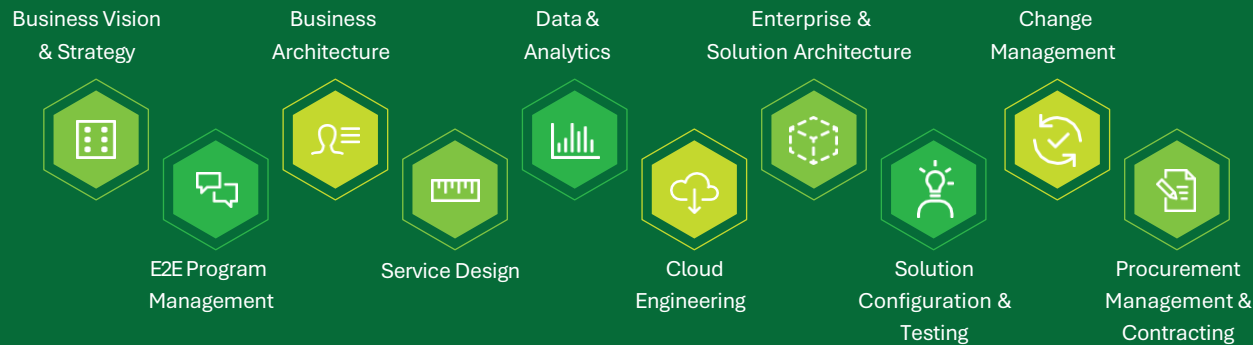 Business Vision
& Strategy
Business
Architecture
Data &
Analytics
Enterprise &
Solution Architecture
Change
Management
E2E Program
Management
Service Design
Cloud
Engineering
Solution
Configuration &
Testing
Procurement
Management &
Contracting